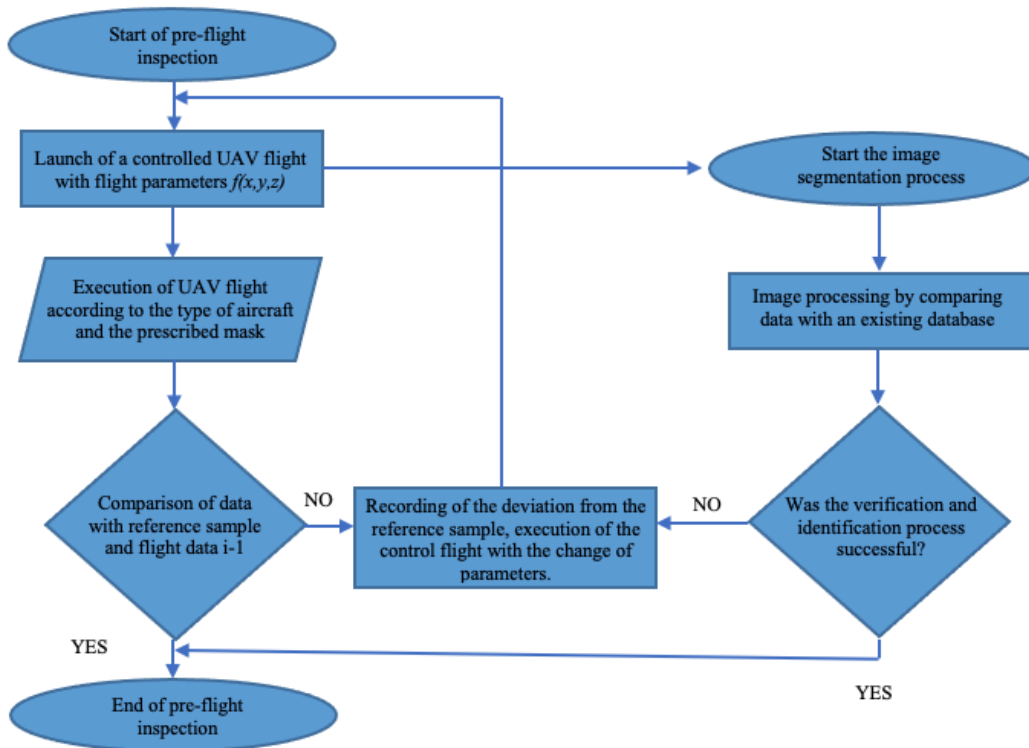 Start of pre-flight
inspection
Launch of a controlled UAV flight
with flight parameters f(x,y,z)
Start the image
segmentation process
Execution of UAV flight
according to the type of aircraft
and the prescribed mask
Image processing by comparing
data with an existing database
Comparison of data
with reference sample
and flight data i-1
NO
Recording of the deviation from the
reference sample, execution of the
control flight with the change of
parameters.
NO
Was the verification and
identification process
successful?
YES
YES
End of pre-flight
inspection